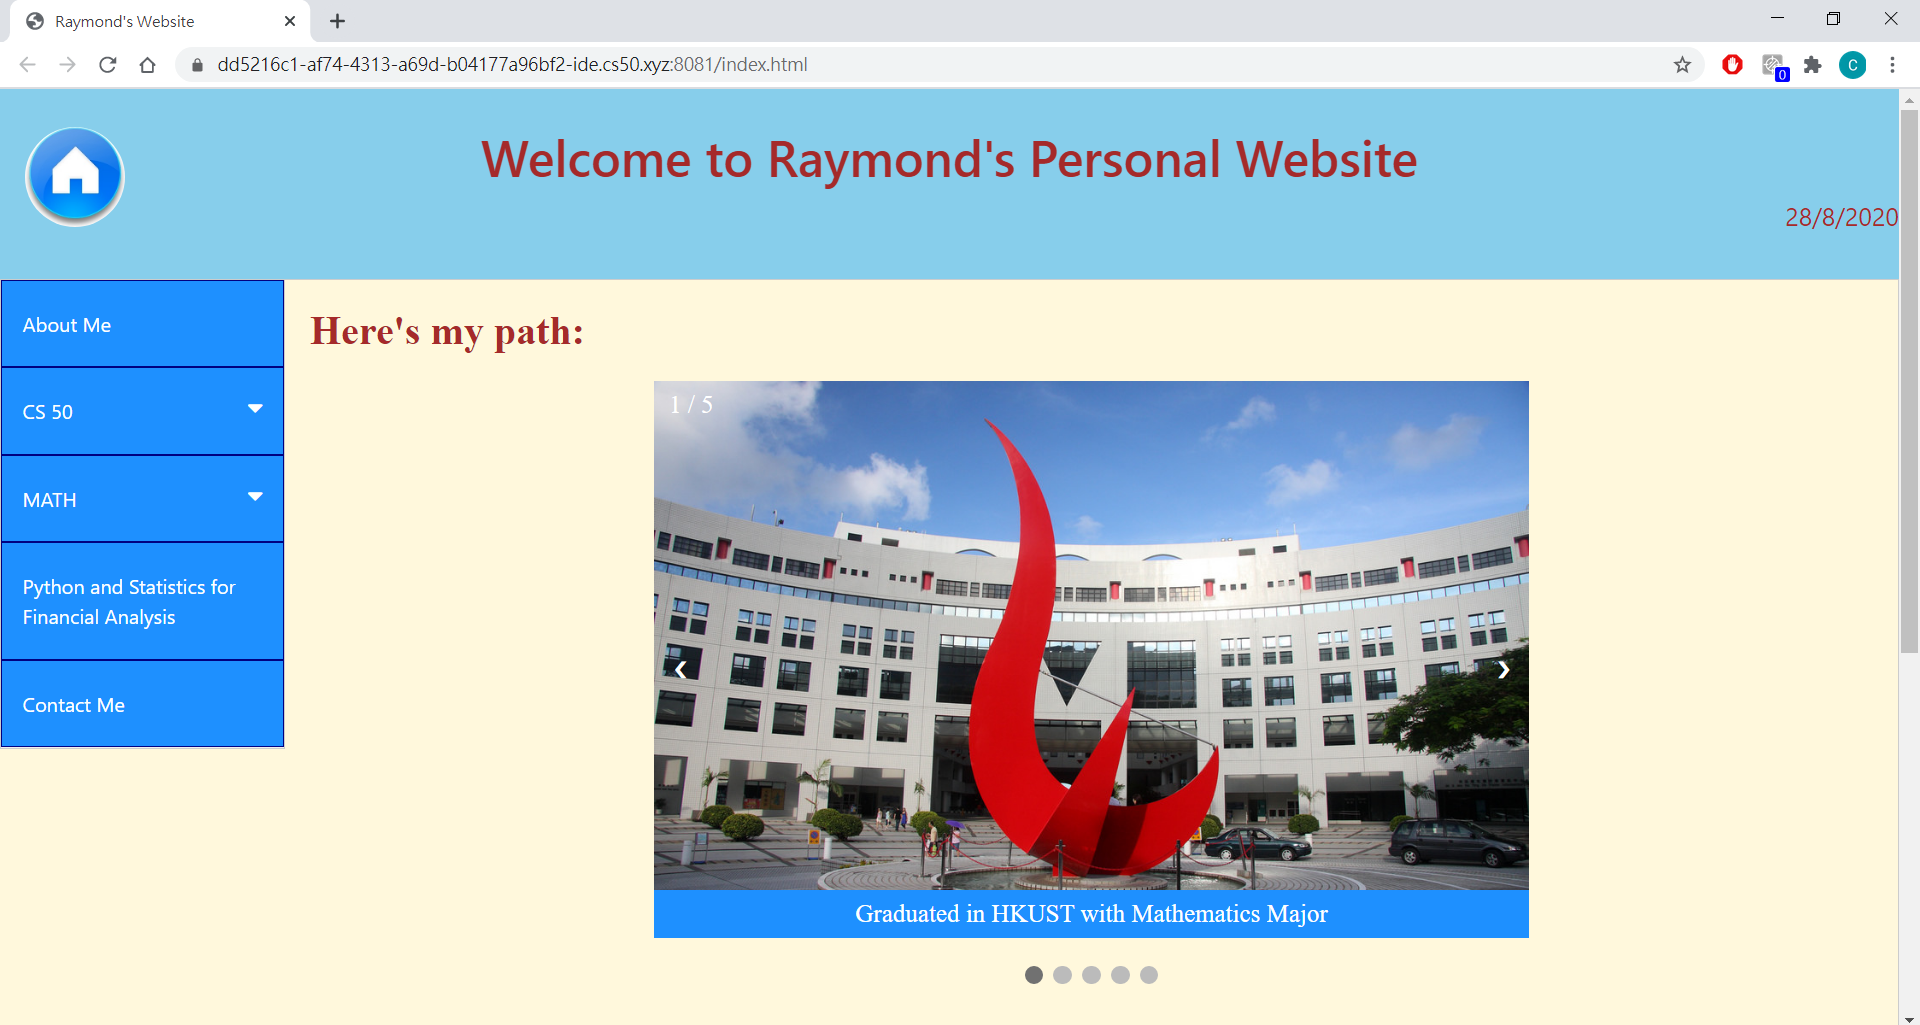 Raymond's Website
dd5216c1-af74-4313-a69d-b04177a96bf2-ide.cs50.xyz:8081/index.html
0
C
Welcome to Raymond's Personal Website
28/8/2020
About Me
CS 50
MATH
Python and Statistics for
Financial Analysis
Contact Me
Here's my path:
1 / 5
Graduated in HKUST with Mathematics Major